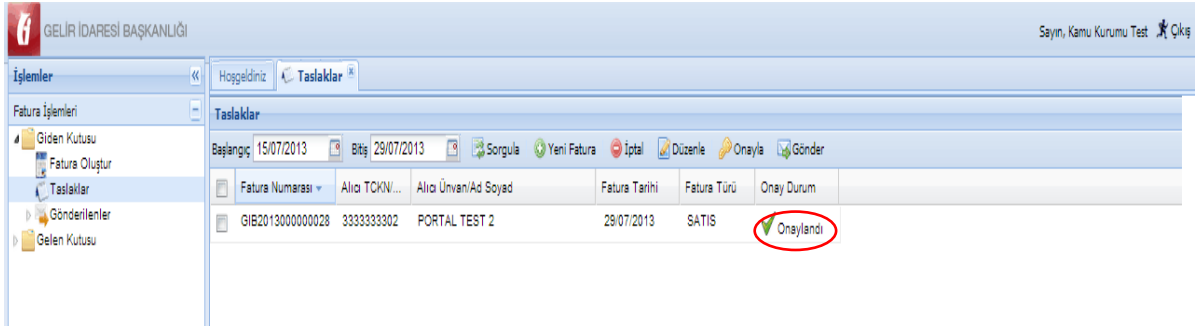 GELİR İDARESİ BAŞKANLIĞI
Sayın, Kamu Kurumu Test Çıkış
İşlemler
Fatura İşlemleri
Giden Kutusu
Fatura Oluştur
Taslaklar
Gönderilenler
Gelen Kutusu
Hoşgeldiniz Taslaklar
Taslaklar
Başlangıç 15/07/2013 Bitiş 29/07/2013 Sorgula Yeni Fatura İptal Düzenle Onayla Gönder
Fatura Numarası Alıcı TCKN/... Alıcı Ünvan/Ad Soyad Fatura Tarihi Fatura Türü Onay Durum
GIB2013000000028 3333333302 PORTAL TEST 2 29/07/2013 SATIS Onaylandı